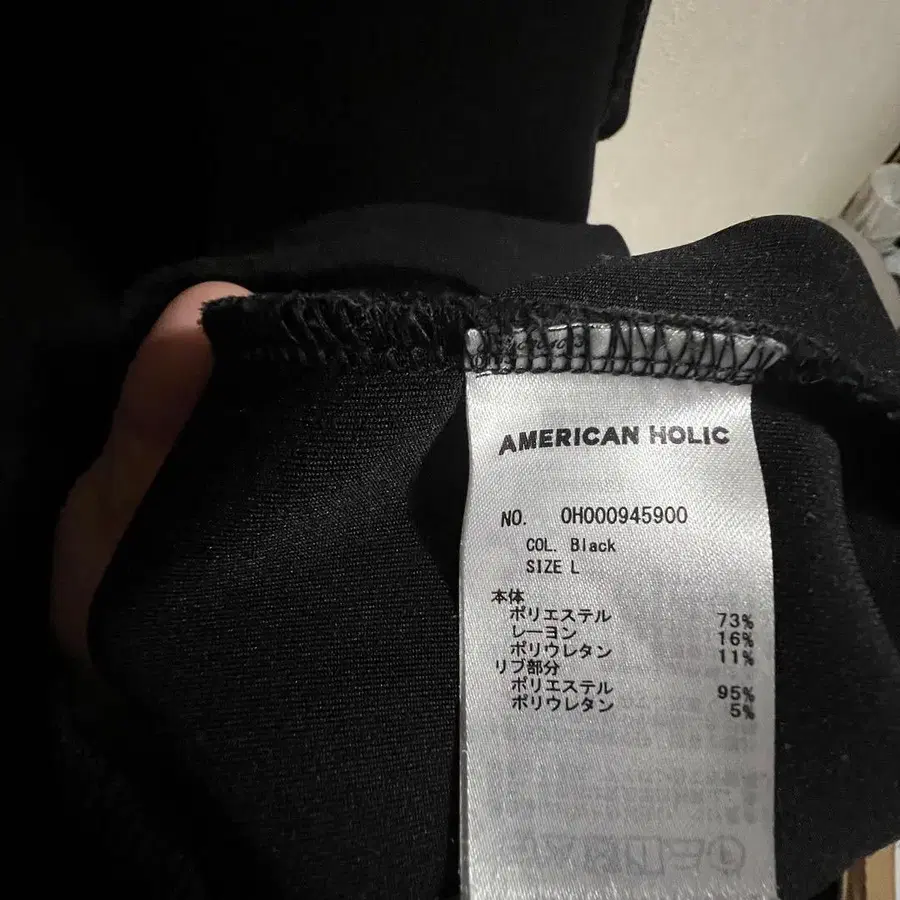 AMERICAN HOLIC
NO. OH000945900
COL. Black
SIZE L
本体
ポリエステル 73%
レーヨン 16%
ポリウレタン 11%
リブ部分
ポリエステル 95%
ポリウレタン 5%